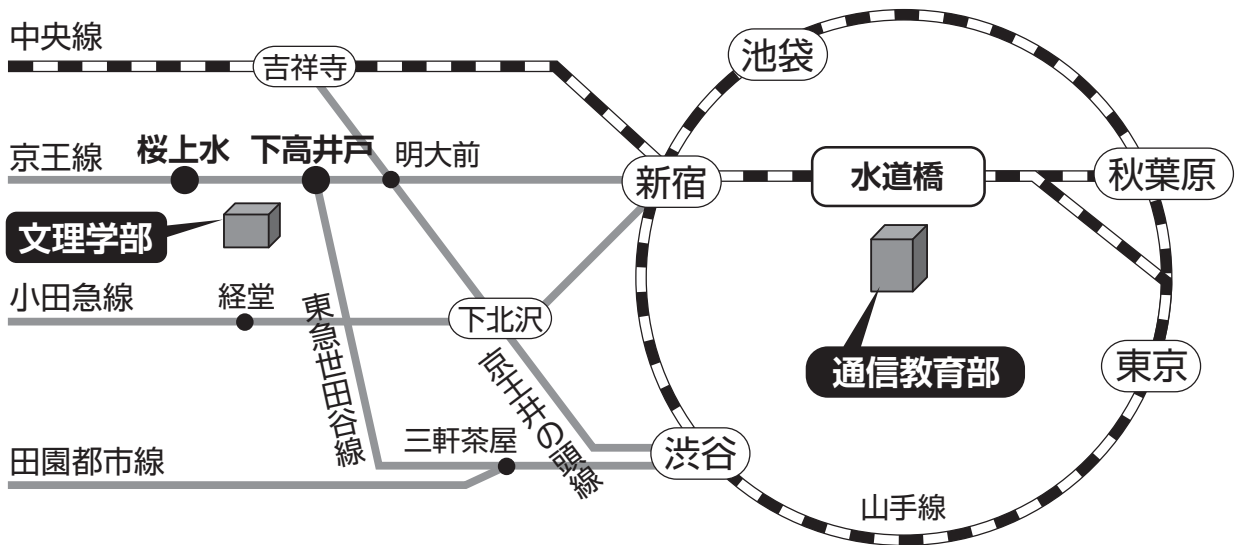 中央線
吉祥寺
池袋
京王線
桜上水
下高井戸
明大前
新宿
水道橋
秋葉原
文理学部
小田急線
経堂
東急世田谷線
下北沢
京王井の頭線
通信教育部
東京
田園都市線
三軒茶屋
渋谷
山手線